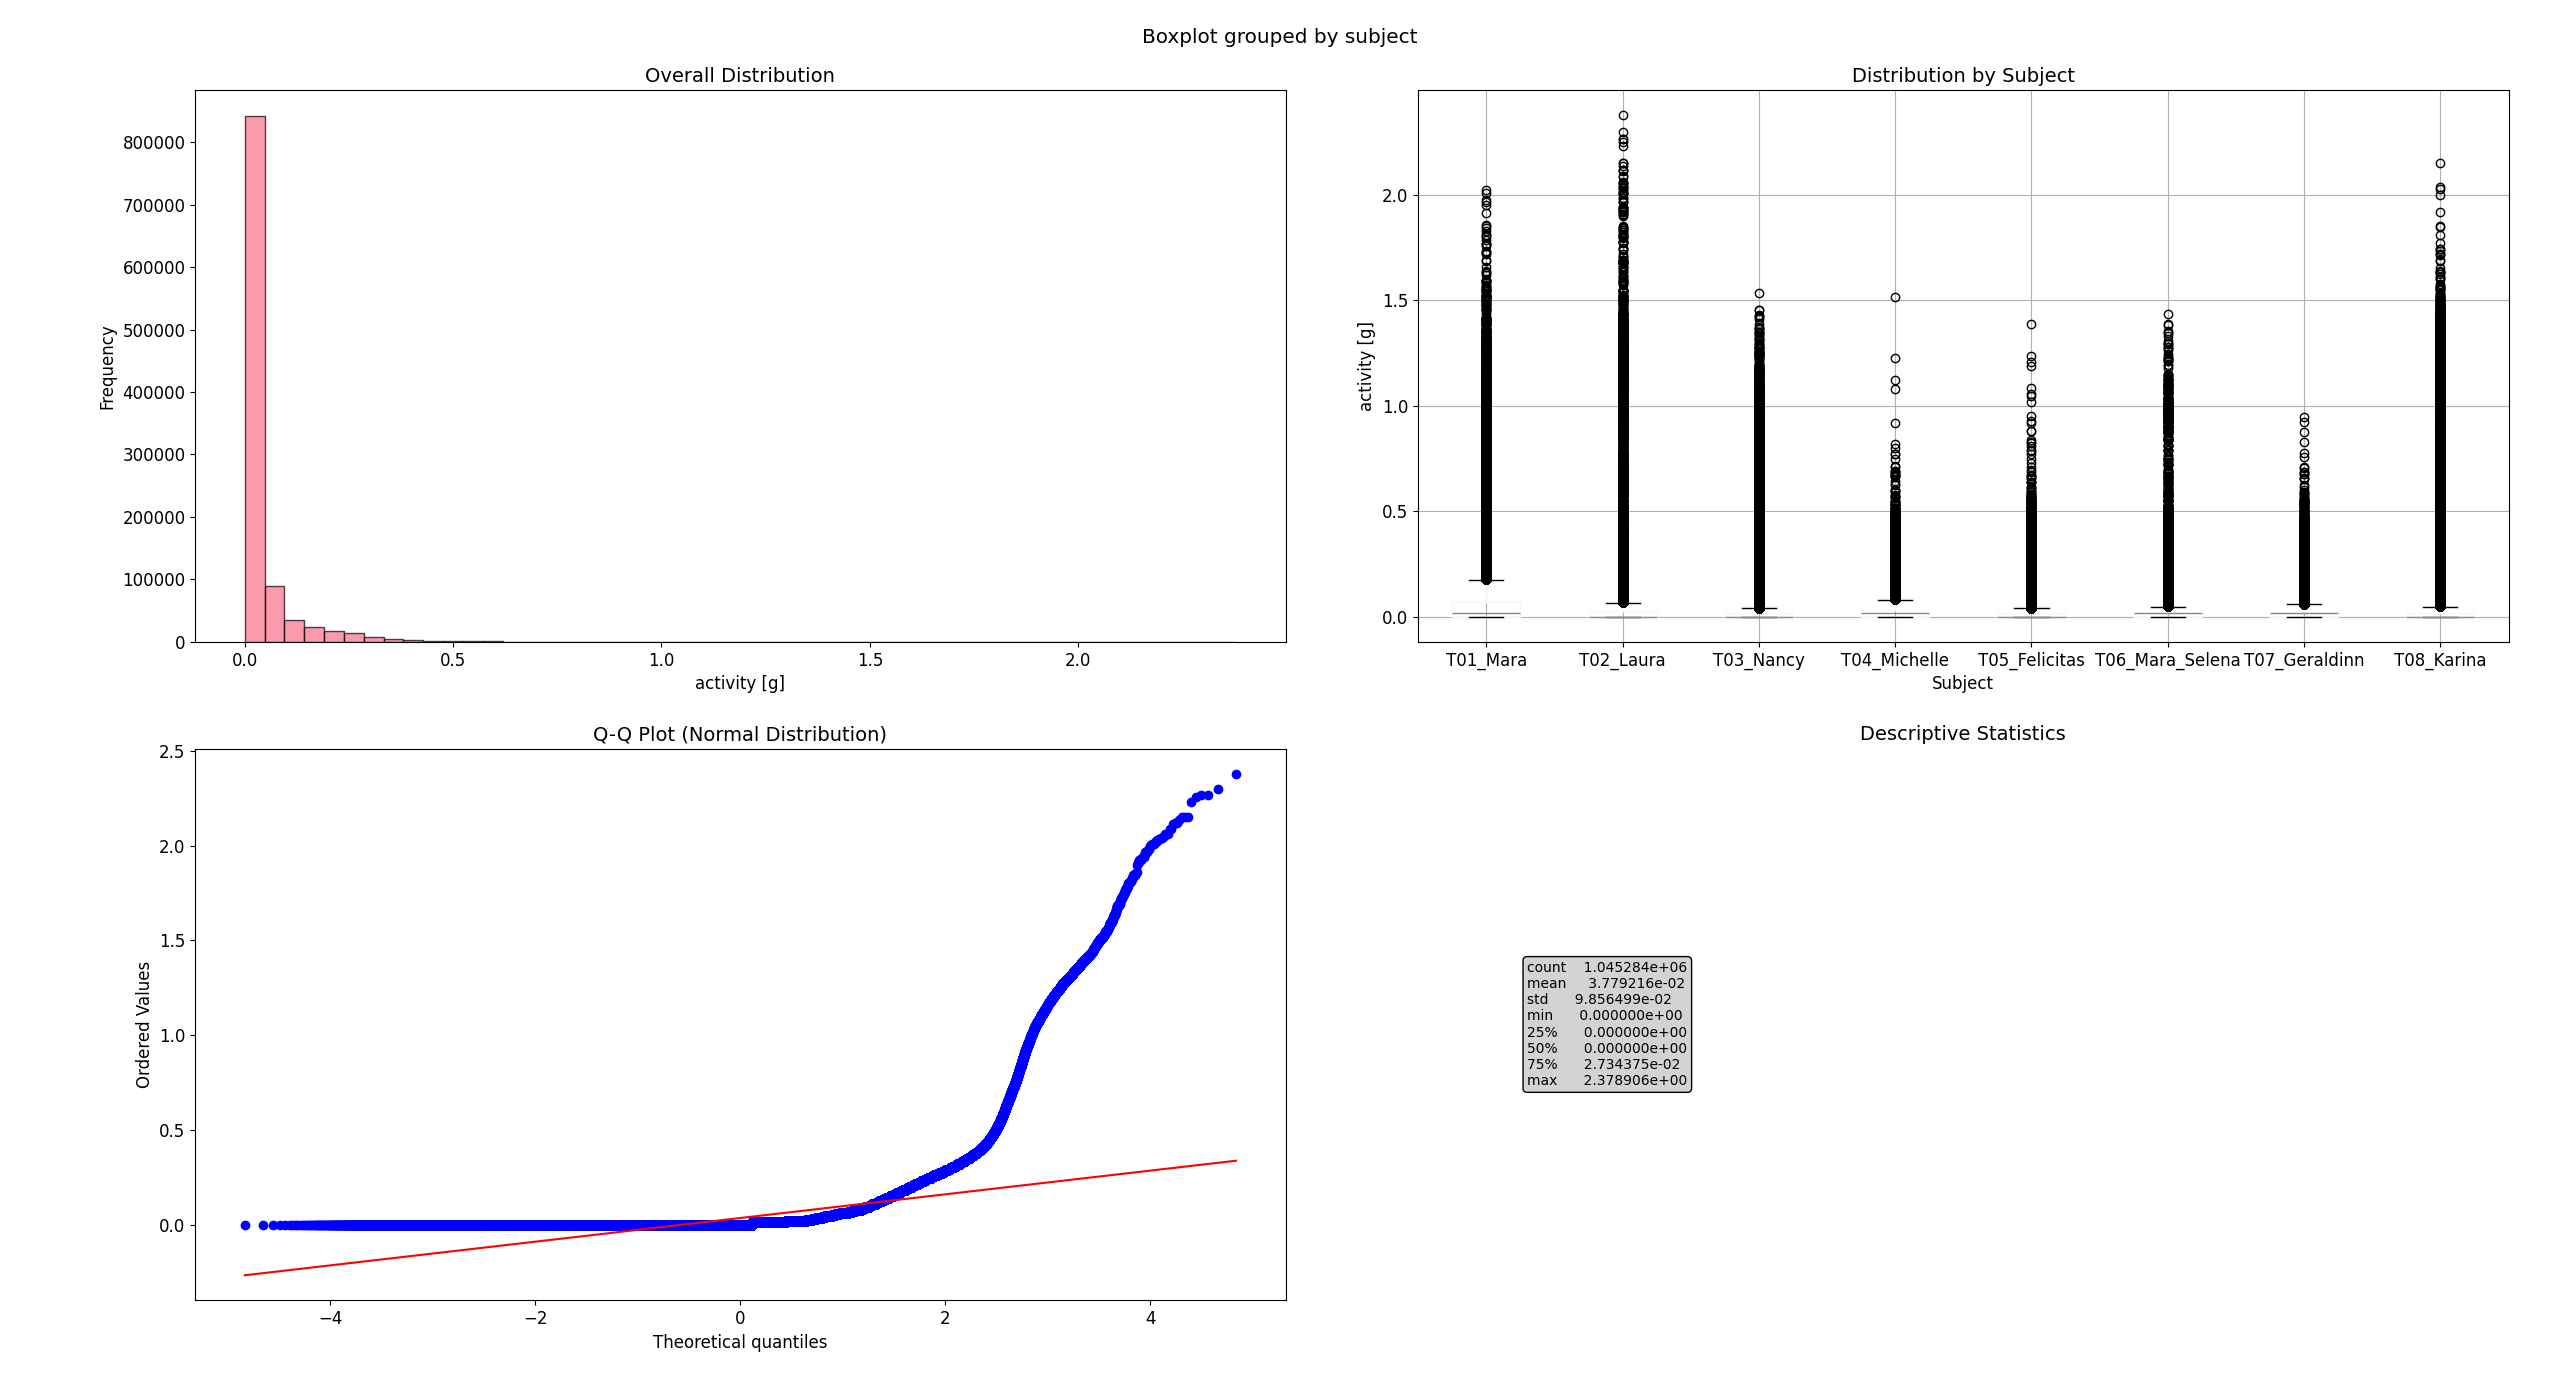 Boxplot grouped by subject
Overall Distribution
800000
700000
600000
500000
400000
300000
200000
100000
0
Frequency
0.0 0.5 1.0 1.5 2.0
activity [g]
Distribution by Subject
2.0
1.5
1.0
0.5
0.0
activity [g]
T01_Mara T02_Laura T03_Nancy T04_Michelle T05_Felicitas T06_Mara_Selena T07_Geraldinn T08_Karina
Subject
Q-Q Plot (Normal Distribution)
2.5
2.0
1.5
1.0
0.5
0.0
Ordered Values
−4 −2 0 2 4
Theoretical quantiles
Descriptive Statistics
count 1.045284e+06
mean 3.779216e-02
std 9.856499e-02
min 0.000000e+00
25% 0.000000e+00
50% 0.000000e+00
75% 2.734375e-02
max 2.378906e+00